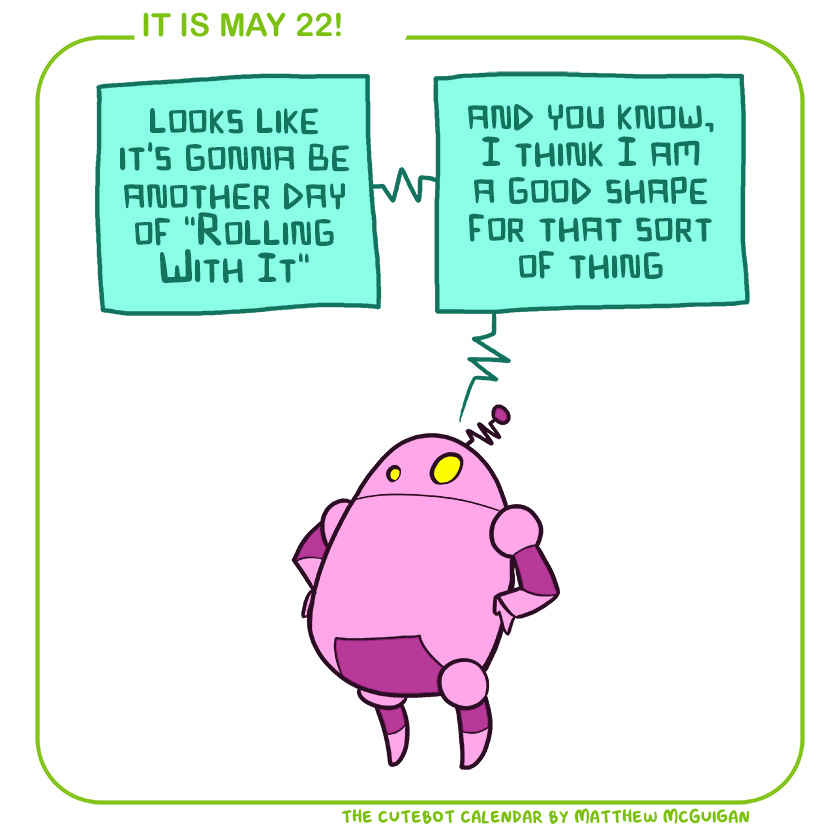 IT IS MAY 22!
LOOKS LIKE
IT'S GONNA BE
ANOTHER DAY
OF "ROLLING
WITH IT"
AND YOU KNOW,
I THINK I AM
A GOOD SHAPE
FOR THAT SORT
OF THING
THE CUTEBOT CALENDAR BY MATTHEW MCGUIGAN